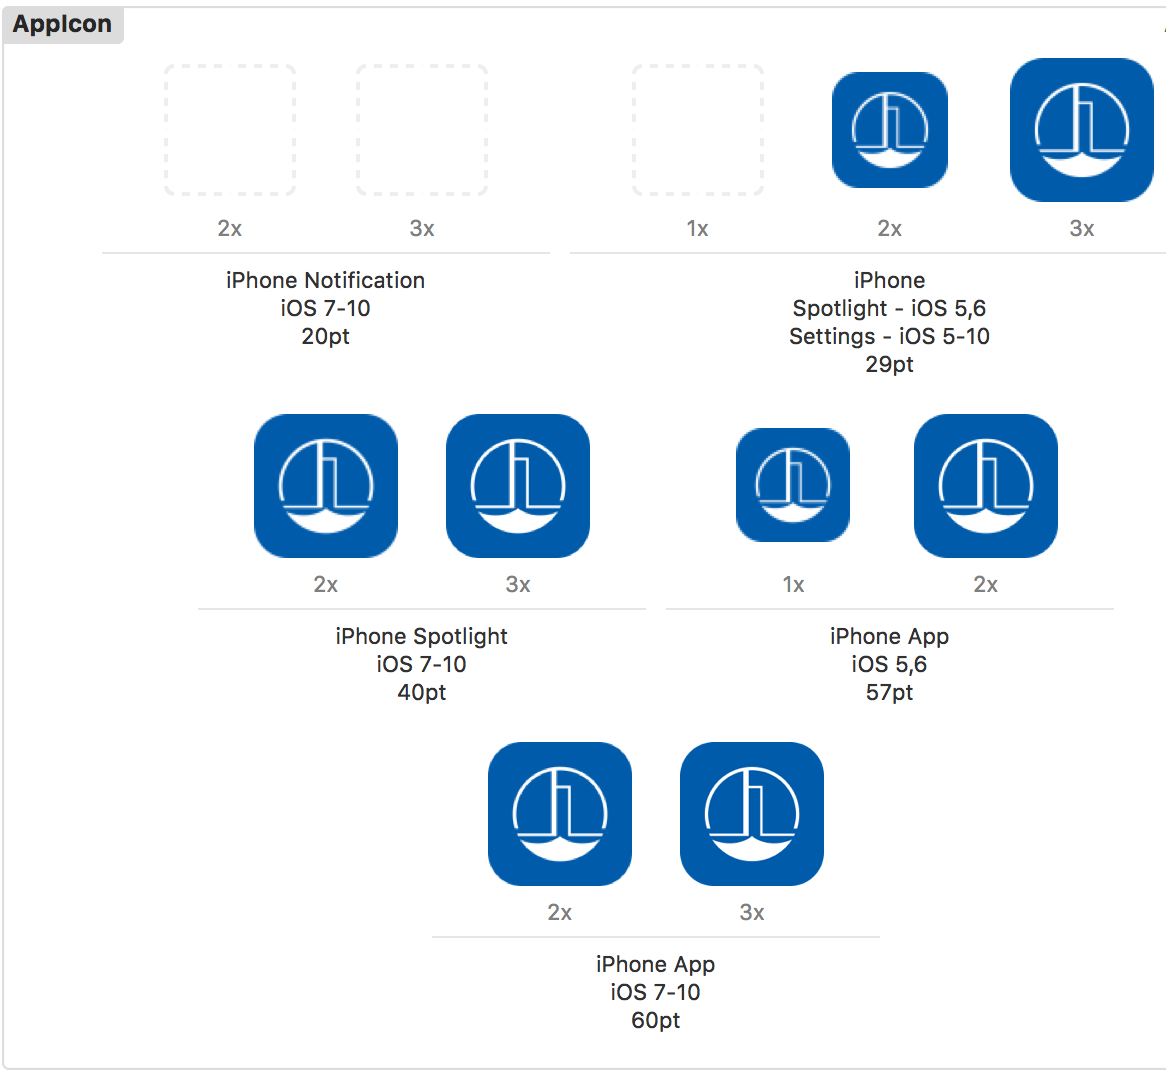 AppIcon
2x 3x 1x 2x 3x
iPhone Notification
iOS 7-10
20pt
iPhone
Spotlight - iOS 5,6
Settings - iOS 5-10
29pt
2x 3x 1x 2x
iPhone Spotlight
iOS 7-10
40pt
iPhone App
iOS 5,6
57pt
2x 3x
iPhone App
iOS 7-10
60pt